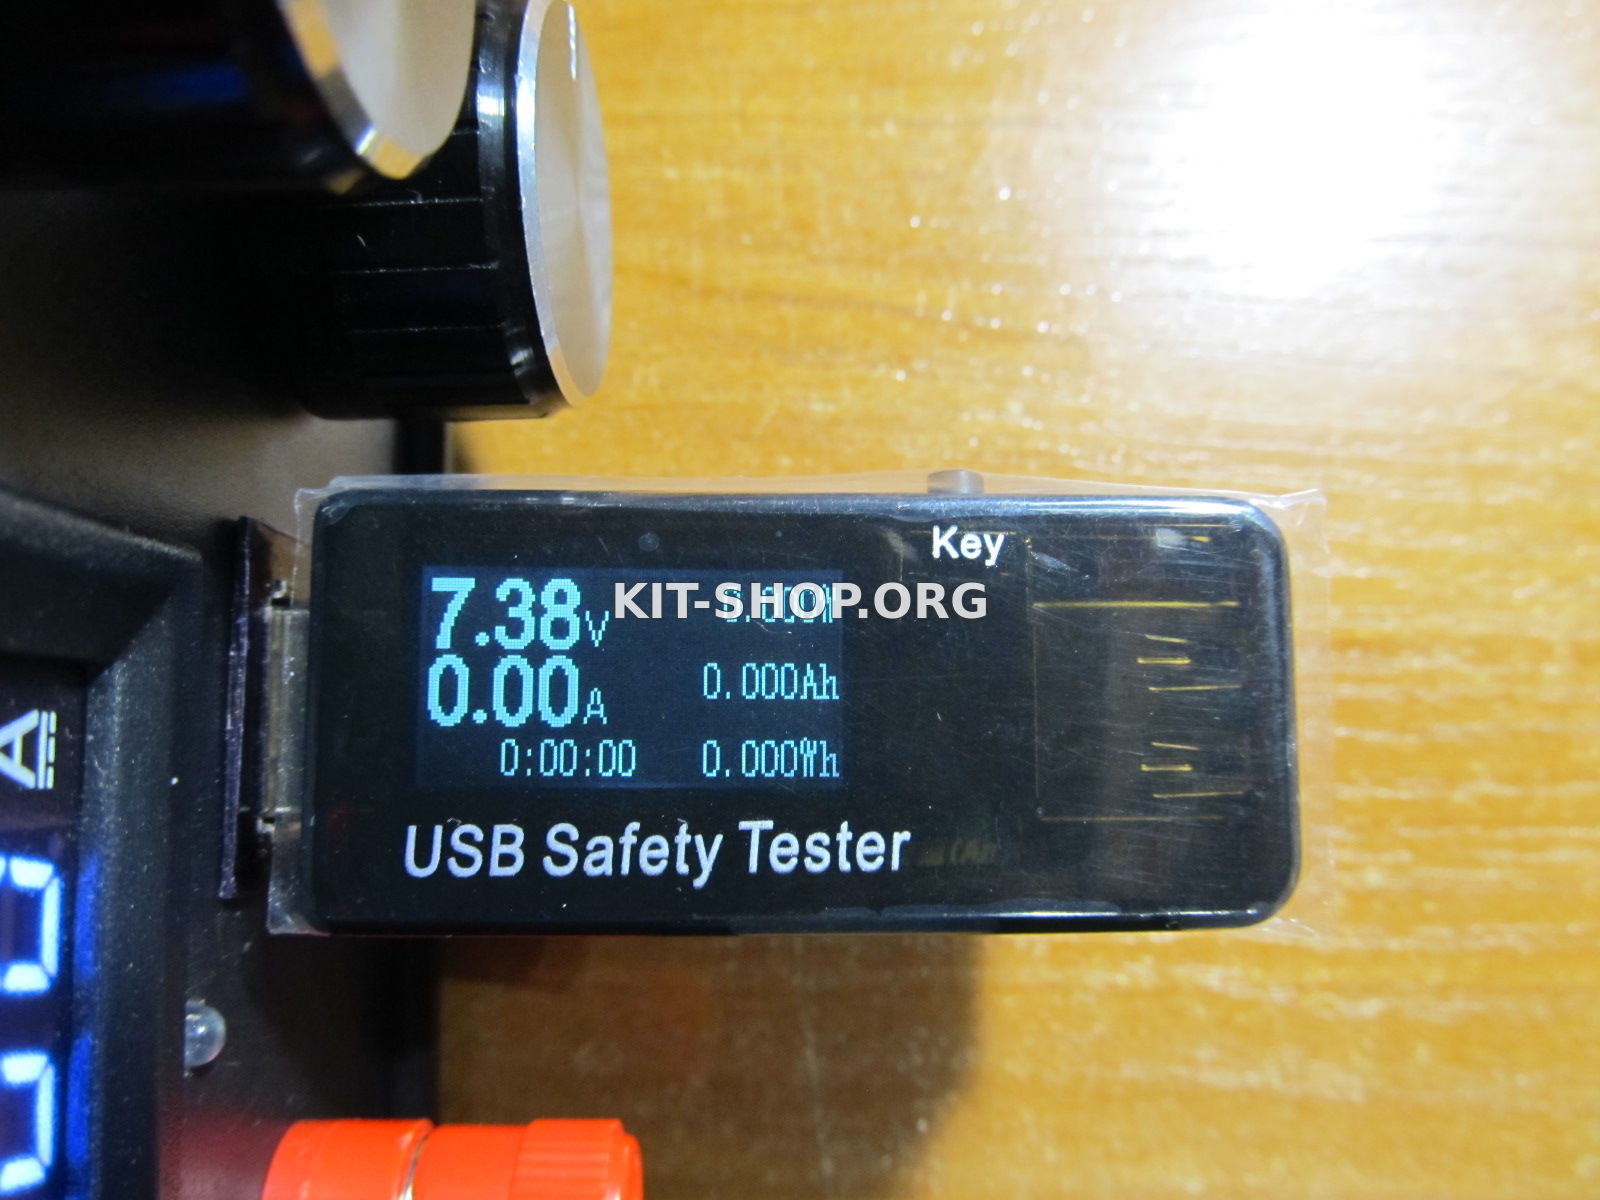 Key
7.38V
KIT-SHOP.ORG
0.00A
0.000Ah
0:00:00
0.000Wh
USB Safety Tester
A